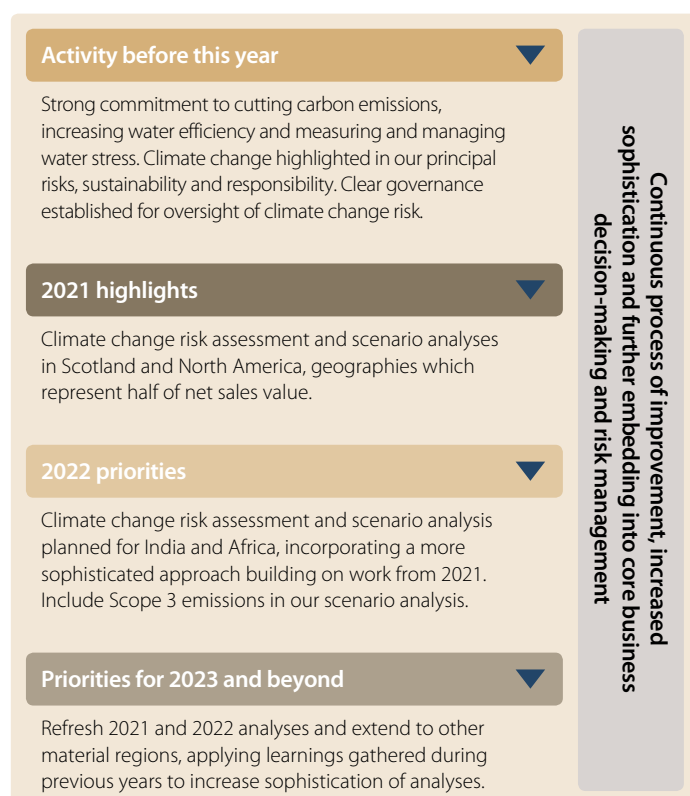 Activity before this year
Strong commitment to cutting carbon emissions,
increasing water efficiency and measuring and managing
water stress. Climate change highlighted in our principal
risks, sustainability and responsibility. Clear governance
established for oversight of climate change risk.
2021 highlights
Climate change risk assessment and scenario analyses
in Scotland and North America, geographies which
represent half of net sales value.
2022 priorities
Climate change risk assessment and scenario analysis
planned for India and Africa, incorporating a more
sophisticated approach building on work from 2021.
Include Scope 3 emissions in our scenario analysis.
Priorities for 2023 and beyond
Refresh 2021 and 2022 analyses and extend to other
material regions, applying learnings gathered during
previous years to increase sophistication of analyses.
Continuous process of improvement, increased
sophistication and further embedding into core business
decision-making and risk management